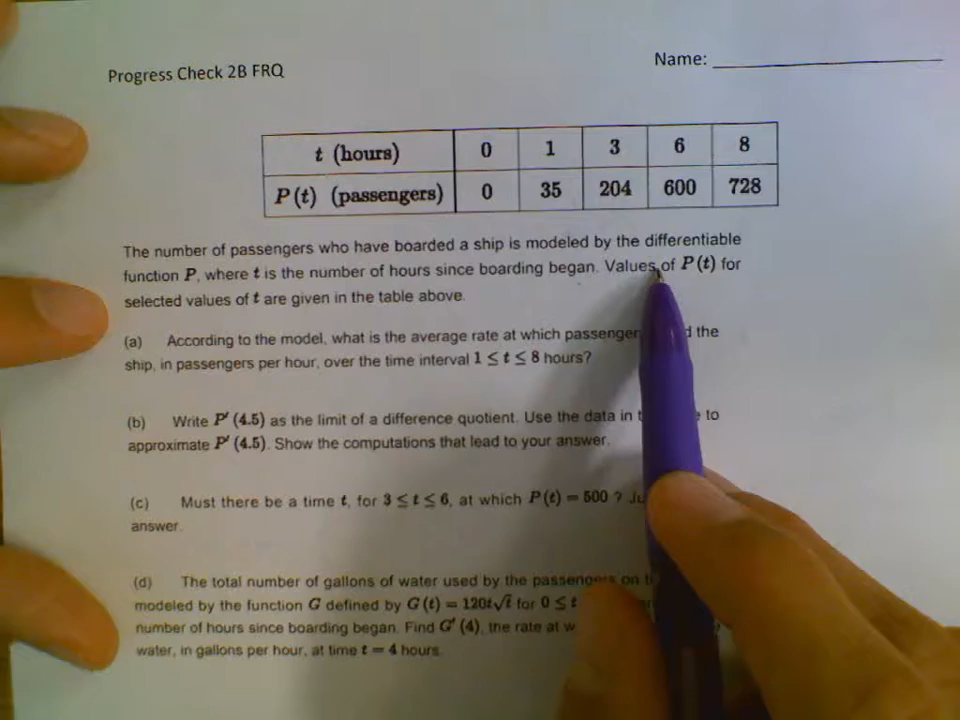 Progress Check 2B FRQ
Name:
t (hours) 0 1 3 6 8
P(t) (passengers) 0 35 204 600 728
The number of passengers who have boarded a ship is modeled by the differentiable
function P, where t is the number of hours since boarding began. Values of P(t) for
selected values of t are given in the table above.
(a) According to the model, what is the average rate at which the
ship, in passengers per hour, over the time interval 1 ≤ t ≤ 8 hours?
(b) Write P′(4.5) as the limit of a difference quotient. Use the data in to
approximate P′(4.5). Show the computations that lead to your answer.
(c) Must there be a time t, for 3 ≤ t ≤ 6, at which P(t) = 500 ?
answer.
(d) The total number of gallons of water used by the passengers on
modeled by the function G defined by G(t) = 120t√t for 0 ≤ t
number of hours since boarding began. Find G′(4), the rate at
water, in gallons per hour, at time t = 4 hours.